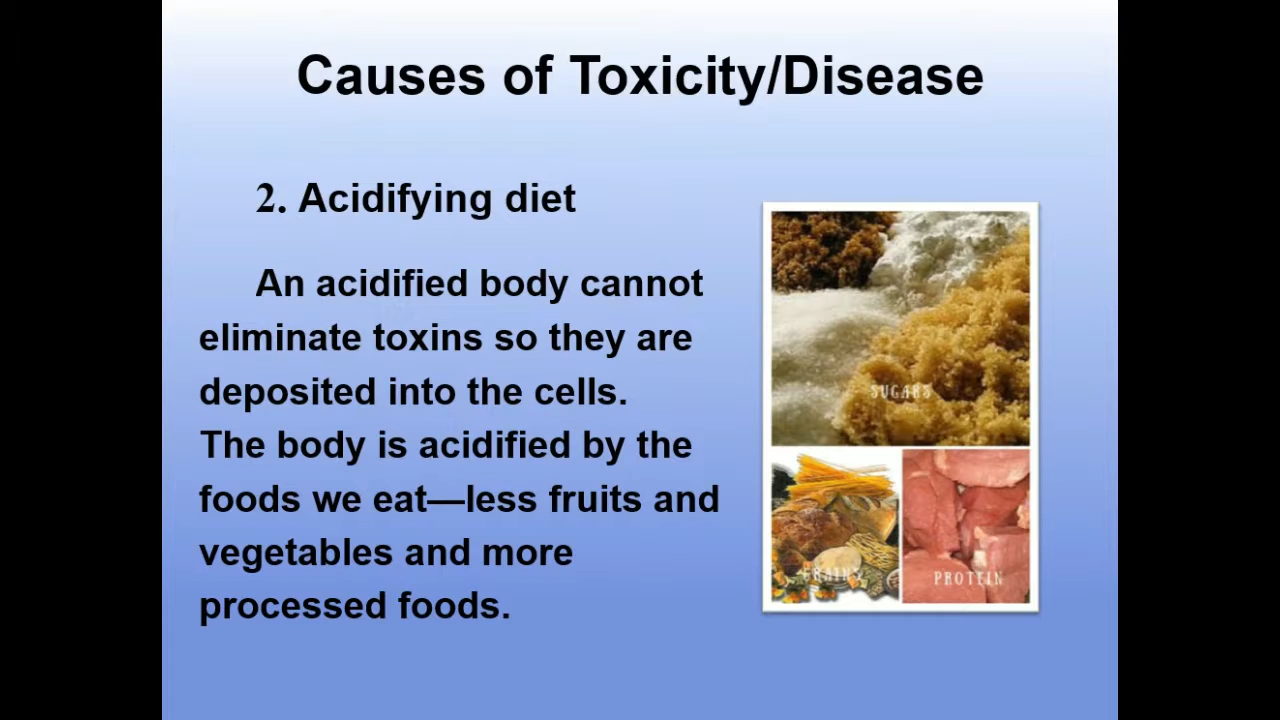 Causes of Toxicity/Disease
2. Acidifying diet
An acidified body cannot
eliminate toxins so they are
deposited into the cells.
The body is acidified by the
foods we eat—less fruits and
vegetables and more
processed foods.
SUGARS
GRAINS
PROTEIN